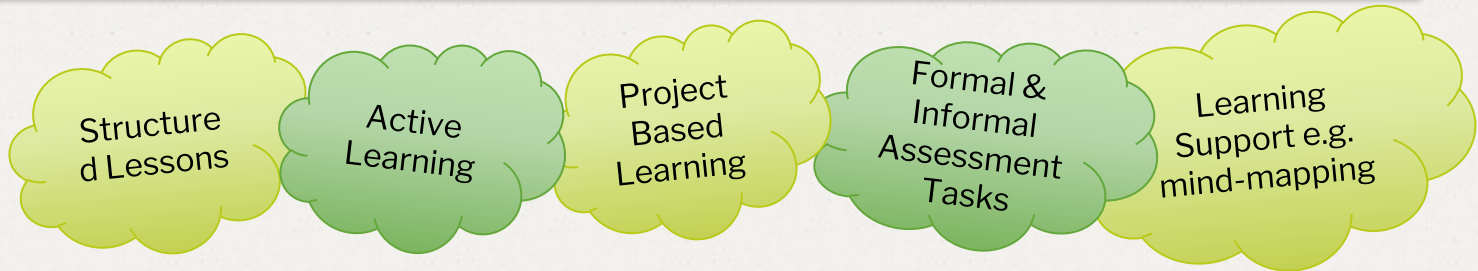 Structure
d Lessons
Active
Learning
Project
Based
Learning
Formal &
Informal
Assessment
Tasks
Learning
Support e.g.
mind-mapping